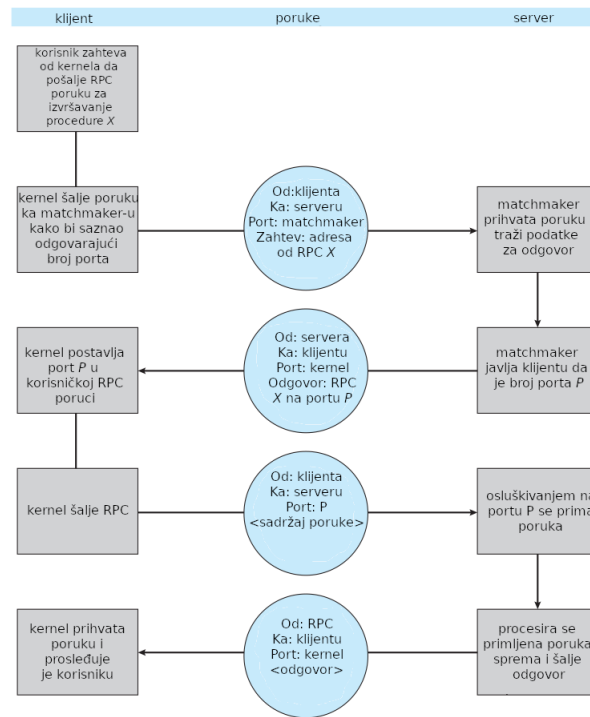 klijent
poruke
server
korisnik zahteva
od kernela da
pošalje RPC
poruku za
izvršavanje
procedure X
kernel šalje poruku
ka matchmaker-u
kako bi saznao
odgovarajući
broj porta
Od:klijenta
Ka: serveru
Port: matchmaker
Zahtev: adresa
od RPC X
matchmaker
prihvata poruku
traži podatke
za odgovor
kernel postavlja
port P u
korisničkoj RPC
poruci
Od: servera
Ka: klijentu
Port: kernel
Odgovor: RPC
X na portu P
matchmaker
javlja klijentu da
je broj porta P
kernel šalje RPC
Od: klijenta
Ka: serveru
Port: P
<sadržaj poruke>
osluškivanjem na
portu P se prima
poruka
kernel prihvata
poruku i
prosleđuje
je korisniku
Od: RPC
Ka: klijentu
Port: kernel
<odgovor>
procesira se
primljena poruka
sprema i šalje
odgovor